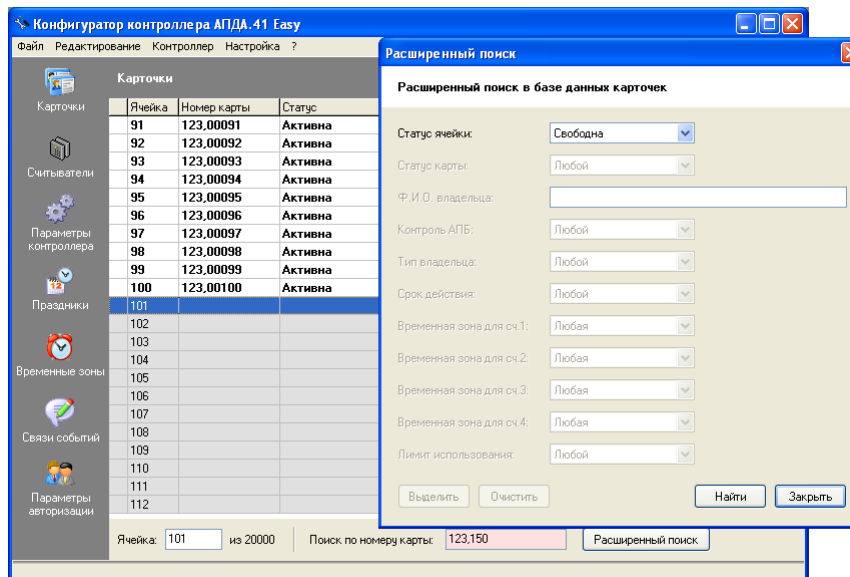 Конфигуратор контроллера АПДА.41 Easy
Файл Редактирование Контроллер Настройка ?
Карточки
Считыватели
Параметры
контроллера
Праздники
Временные зоны
Связи событий
Параметры
авторизации
Карточки
Ячейка Номер карты Статус
91 123,00091 Активна
92 123,00092 Активна
93 123,00093 Активна
94 123,00094 Активна
95 123,00095 Активна
96 123,00096 Активна
97 123,00097 Активна
98 123,00098 Активна
99 123,00099 Активна
100 123,00100 Активна
101
102
103
104
105
106
107
108
109
110
111
112
Ячейка: 101 из 20000 Поиск по номеру карты: 123,150 Расширенный поиск
Расширенный поиск
Расширенный поиск в базе данных карточек
Статус ячейки: Свободна
Статус карты: Любой
Ф.И.О. владельца:
Контроль АПБ: Любой
Тип владельца: Любой
Срок действия: Любой
Временная зона для сч.1: Любая
Временная зона для сч.2: Любая
Временная зона для сч.3: Любая
Временная зона для сч.4: Любая
Лимит использования: Любой
Выделить Очистить Найти Закрыть